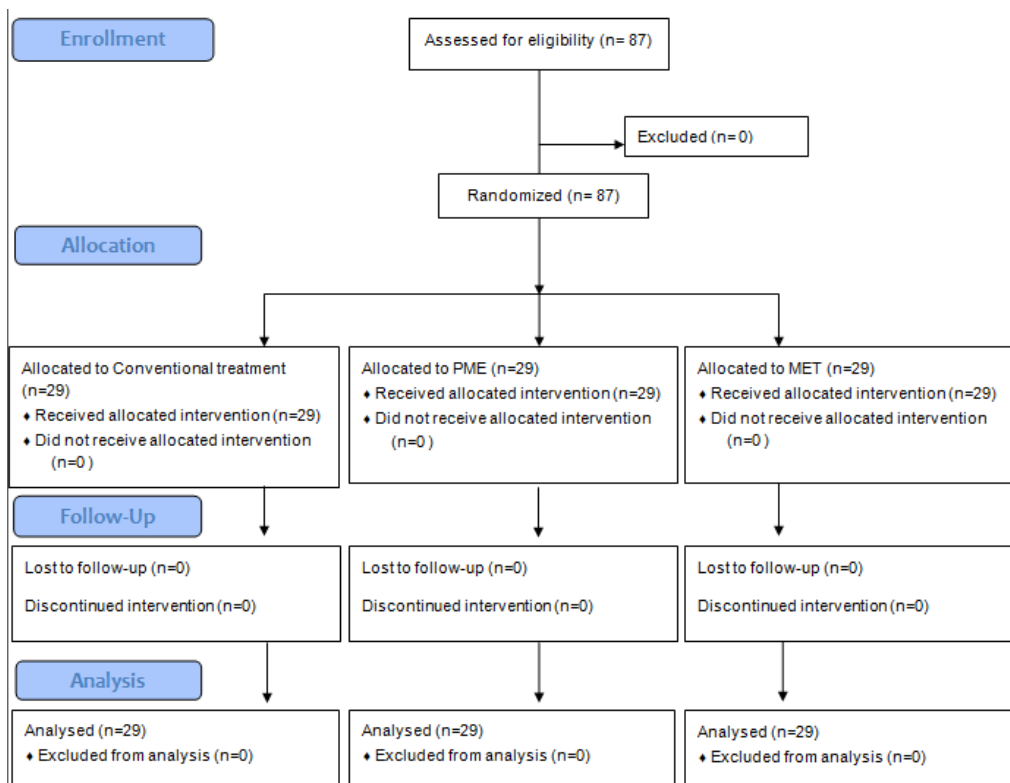 Enrollment
Assessed for eligibility (n= 87)
Excluded (n= 0)
Randomized (n= 87)
Allocation
Allocated to Conventional treatment
(n=29)
♦ Received allocated intervention (n=29)
♦ Did not receive allocated intervention
(n=0 )
Allocated to PME (n=29)
♦ Received allocated intervention (n=29)
♦ Did not receive allocated intervention
(n=0 )
Allocated to MET (n=29)
♦ Received allocated intervention (n=29)
♦ Did not receive allocated intervention
(n=0 )
Follow-Up
Lost to follow-up (n=0)
Discontinued intervention (n=0)
Lost to follow-up (n=0)
Discontinued intervention (n=0)
Lost to follow-up (n=0)
Discontinued intervention (n=0)
Analysis
Analysed (n=29)
♦ Excluded from analysis (n=0)
Analysed (n=29)
♦ Excluded from analysis (n=0)
Analysed (n=29)
♦ Excluded from analysis (n=0)